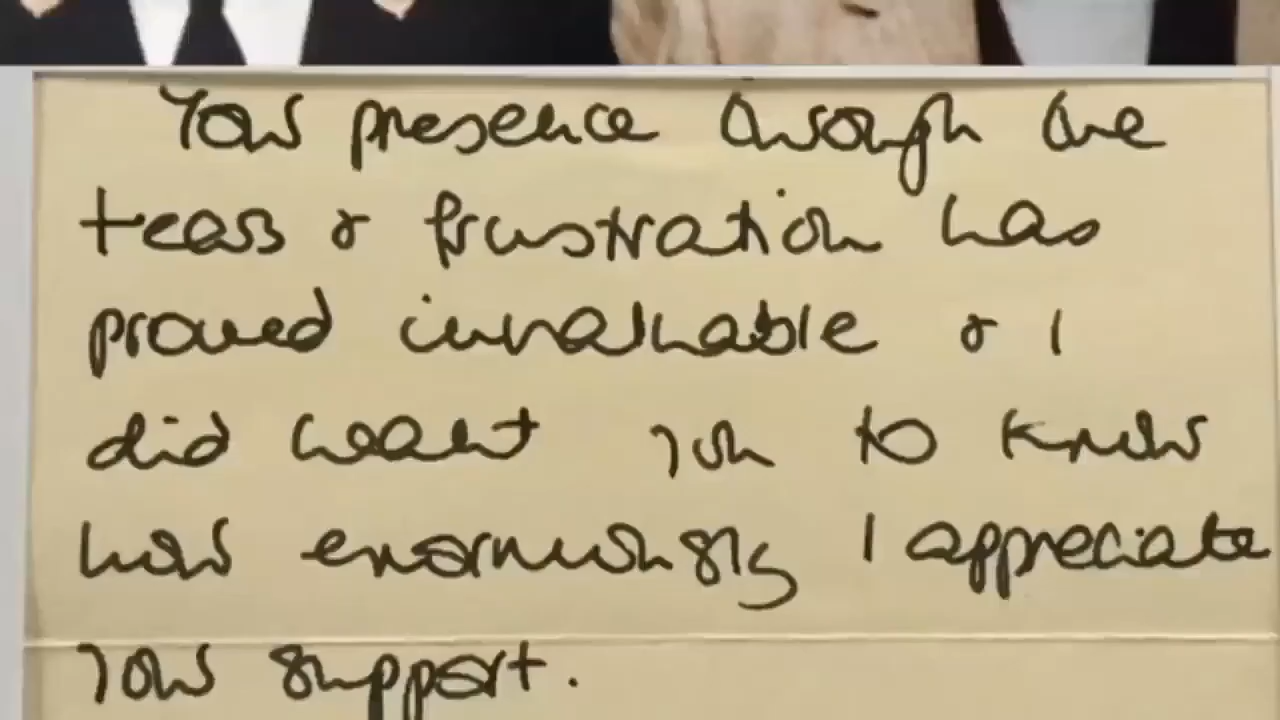 Your presence through the
tears & frustration has
proved invaluable & I
did want you to know
how enormously I appreciate
your support.